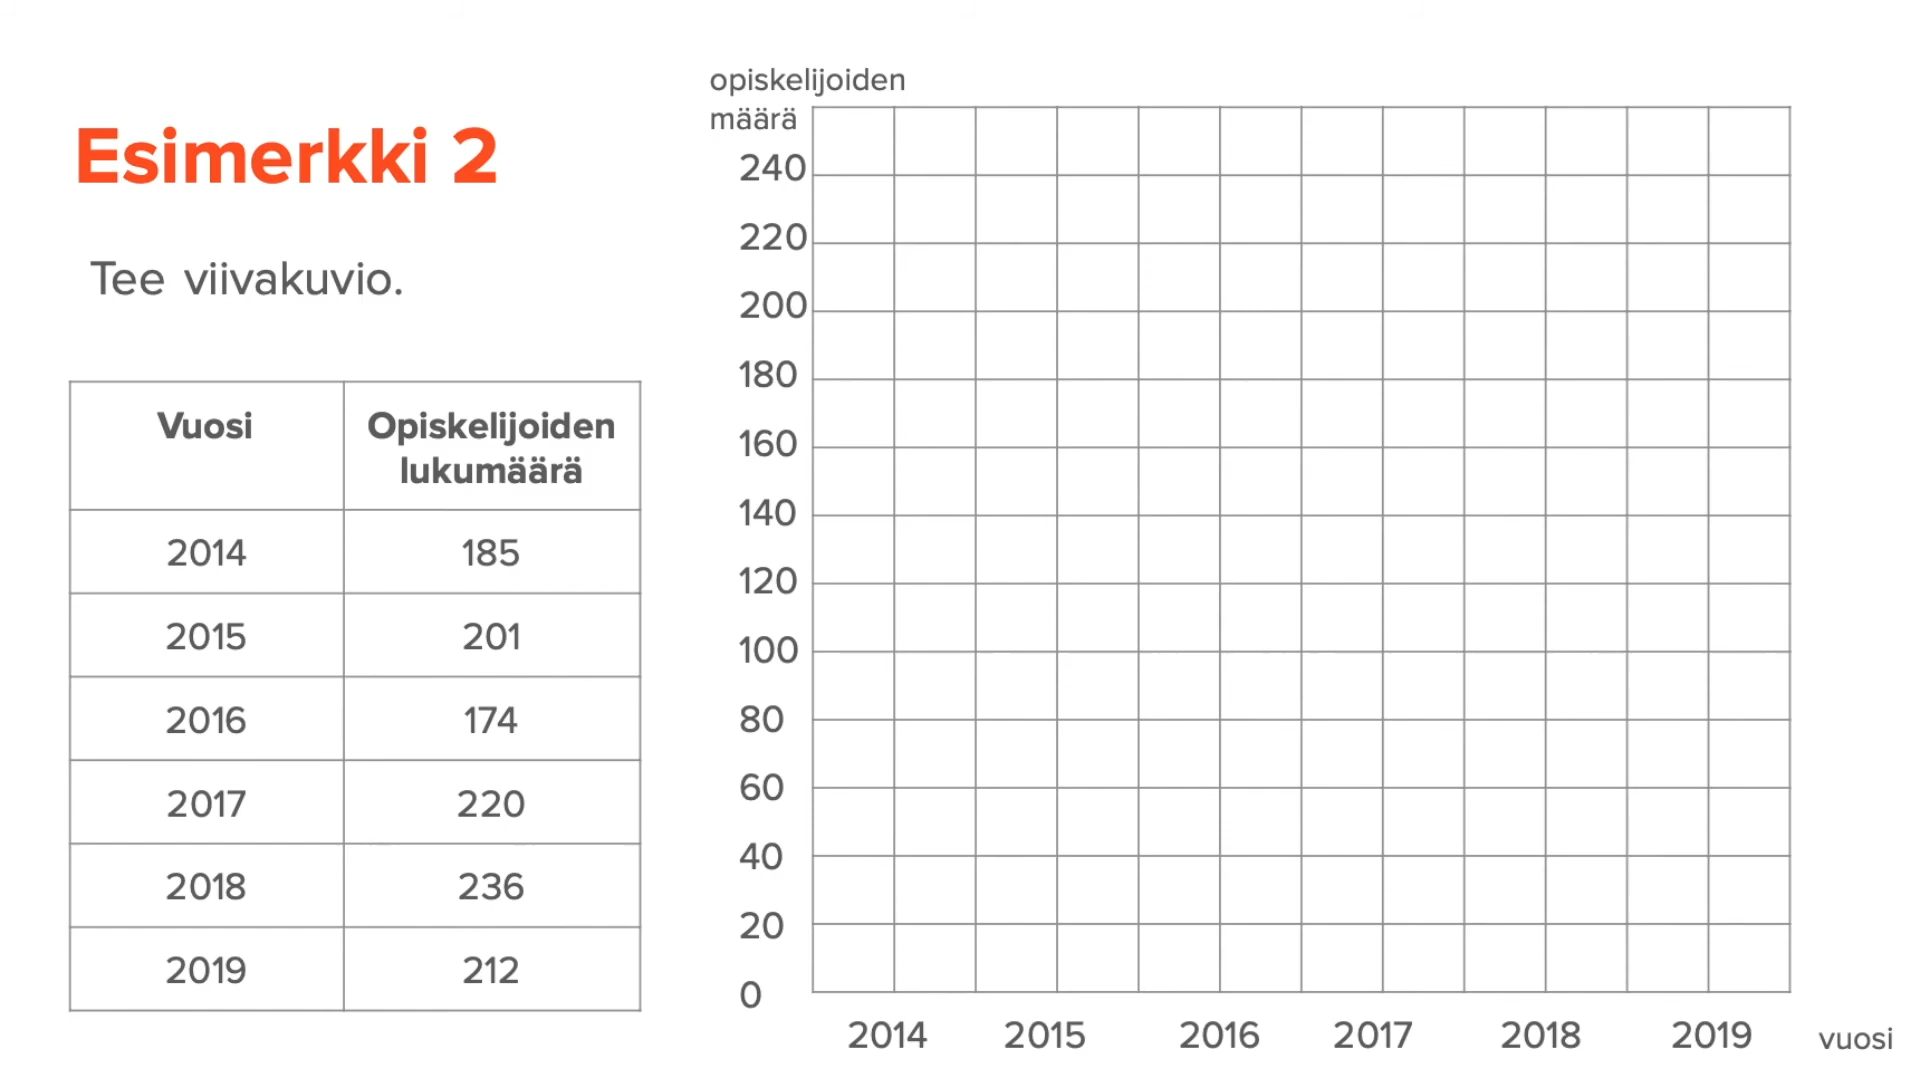 Esimerkki 2
Tee viivakuvio.
Vuosi Opiskelijoiden
lukumäärä
2014 185
2015 201
2016 174
2017 220
2018 236
2019 212
opiskelijoiden
määrä
240
220
200
180
160
140
120
100
80
60
40
20
0
2014 2015 2016 2017 2018 2019 vuosi